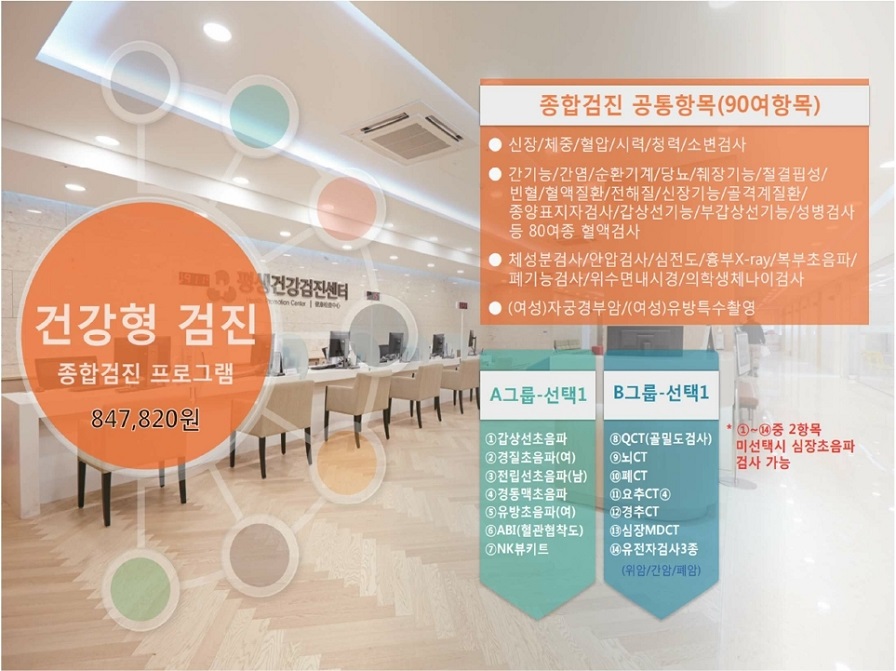 평생건강검진센터
건강형 검진
종합검진 프로그램
847,820원
종합검진 공통항목(90여항목)
● 신장/체중/혈압/시력/청력/소변검사
● 간기능/간염/순환기계/당뇨/췌장기능/철결핍성/
빈혈/혈액질환/전해질/신장기능/골격계질환/
종양표지자검사/갑상선기능/부갑상선기능/성병검사
등 80여종 혈액검사
● 체성분검사/안압검사/심전도/흉부X-ray/복부초음파/
폐기능검사/위수면내시경/의학생체나이검사
● (여성)자궁경부암/(여성)유방특수촬영
A그룹-선택1
①갑상선초음파
②경질초음파(여)
③전립선초음파(남)
④경동맥초음파
⑤유방초음파(여)
⑥ABI(혈관협착도)
⑦NK뷰키트
B그룹-선택1
⑧QCT(골밀도검사)
⑨뇌CT
⑩폐CT
⑪요추CT④
⑫경추CT
⑬심장MDCT
⑭유전자검사3종
(위암/간암/폐암)
* ①~⑭중 2항목
미선택시 심장초음파
검사 가능